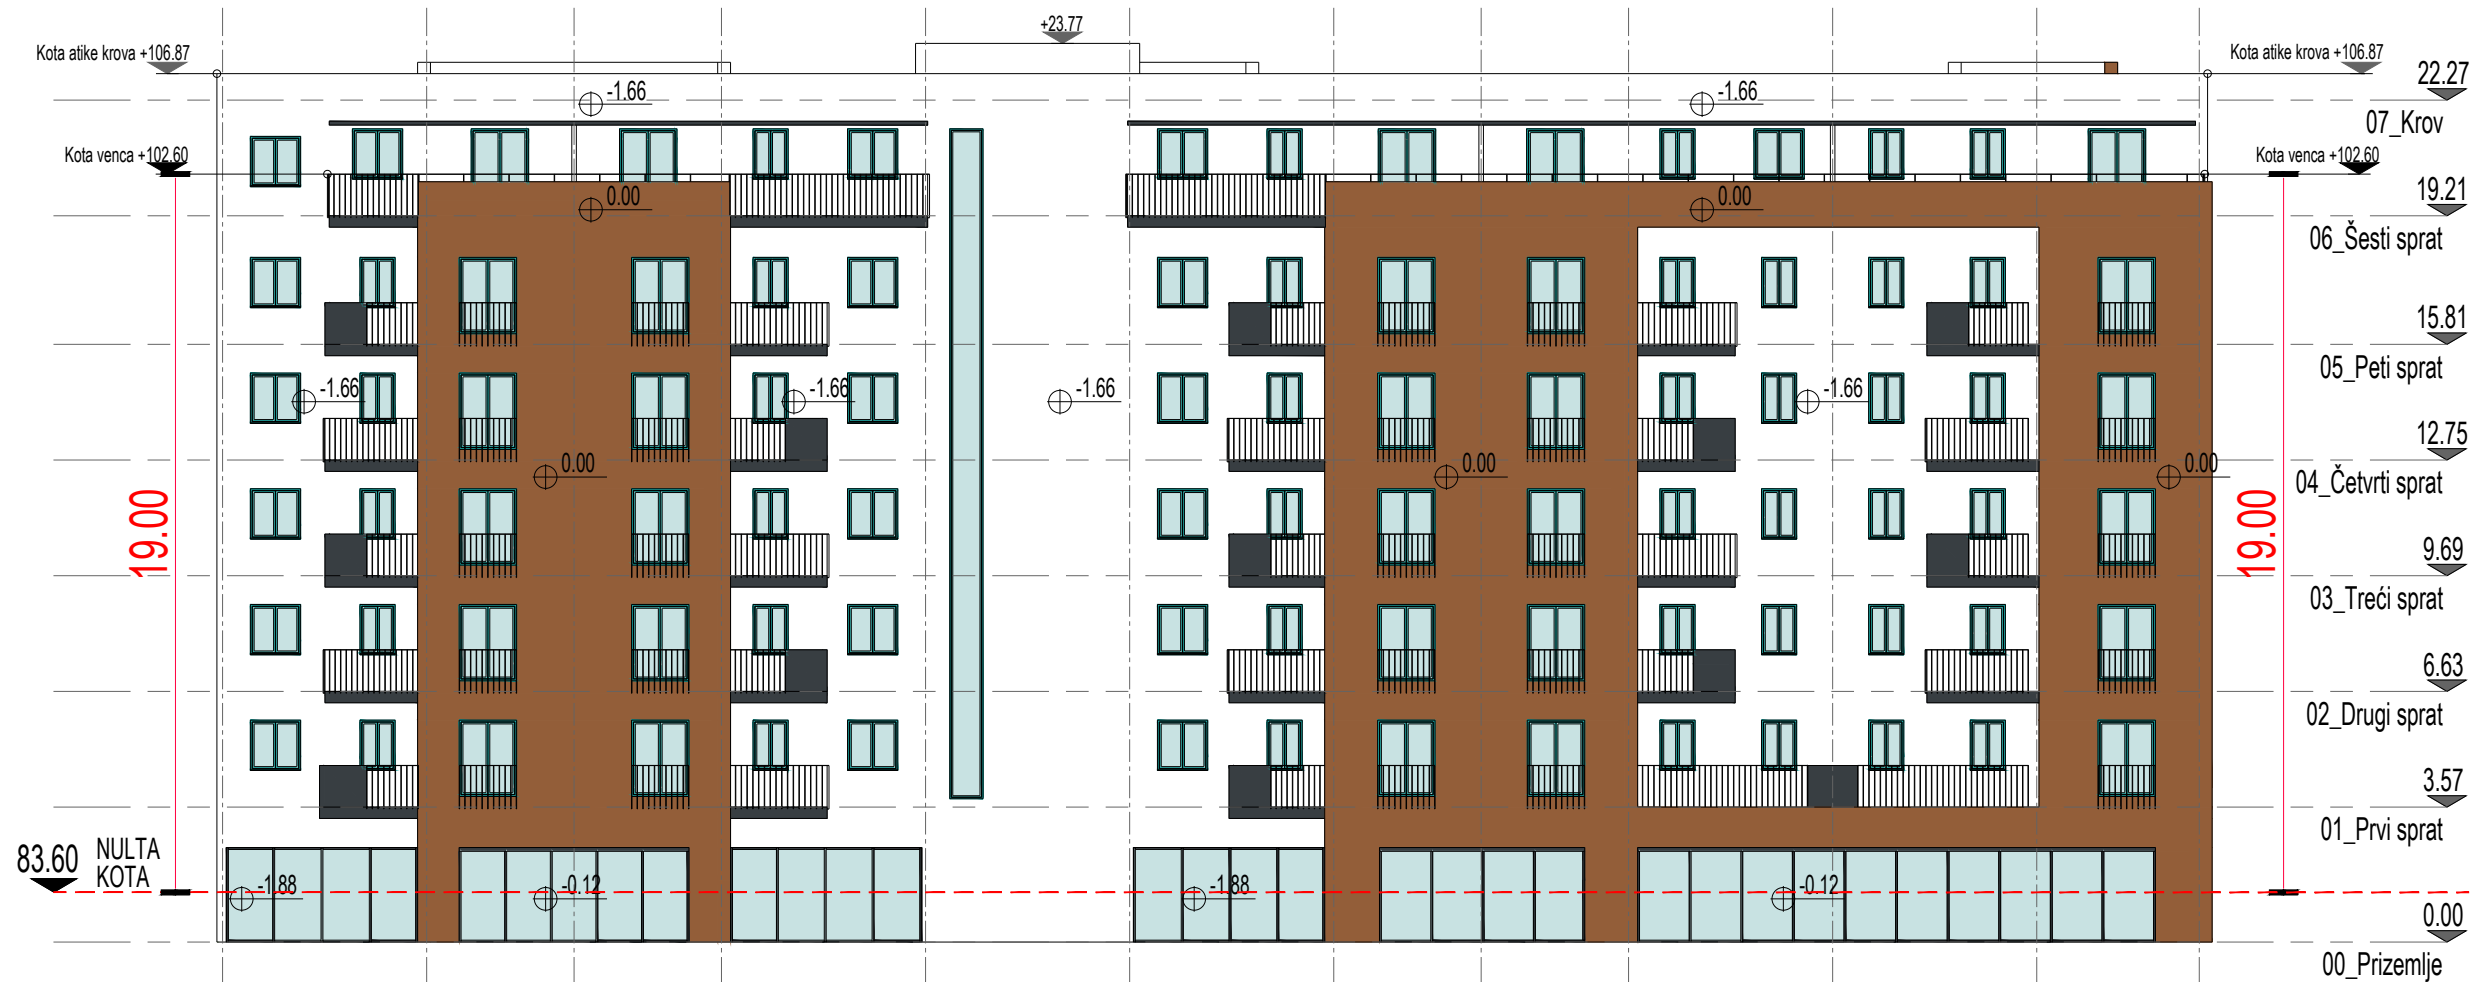 +23.77
Kota atike krova +106.87
Kota atike krova +106.87
22.27
-1.66
-1.66
07_Krov
Kota venca +102.60
Kota venca +102.60
19.21
0.00
0.00
06_Šesti sprat
15.81
05_Peti sprat
-1.66
-1.66
-1.66
-1.66
12.75
0.00
0.00
0.00
04_Četvrti sprat
19.00
19.00
9.69
03_Treći sprat
6.63
02_Drugi sprat
3.57
01_Prvi sprat
83.60
NULTA
KOTA
-1.88
-0.12
-1.88
-0.12
0.00
00_Prizemlje